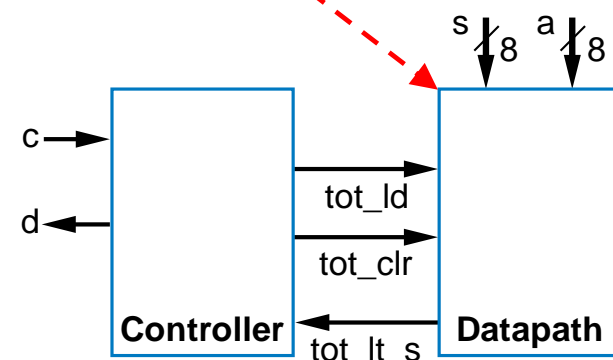 s 8 a 8
c
tot_ld
d
tot_clr
Controller
tot_lt_s
Datapath